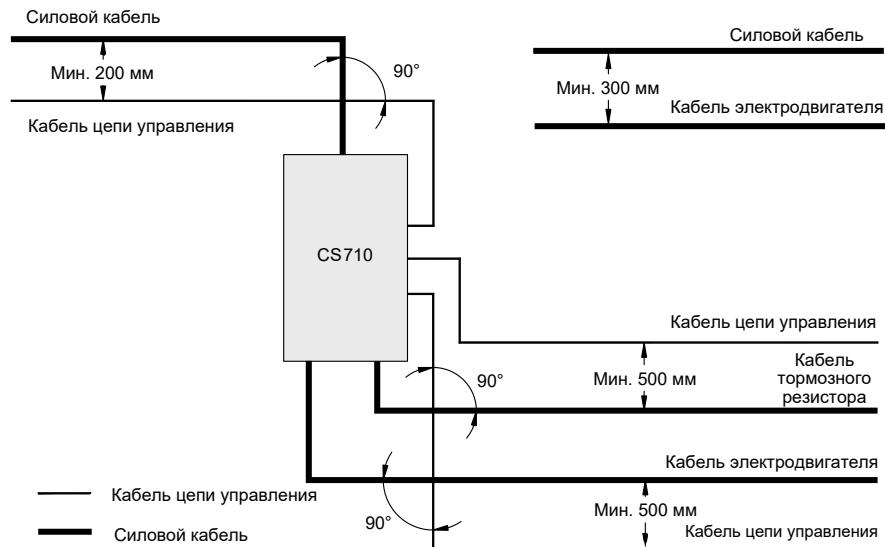 Силовой кабель
Мин. 200 мм
90°
Кабель цепи управления
Силовой кабель
Мин. 300 мм
Кабель электродвигателя
CS710
Кабель цепи управления
90°
Мин. 500 мм
Кабель
тормозного
резистора
Кабель электродвигателя
90°
Мин. 500 мм
Кабель цепи управления
Кабель цепи управления
Силовой кабель